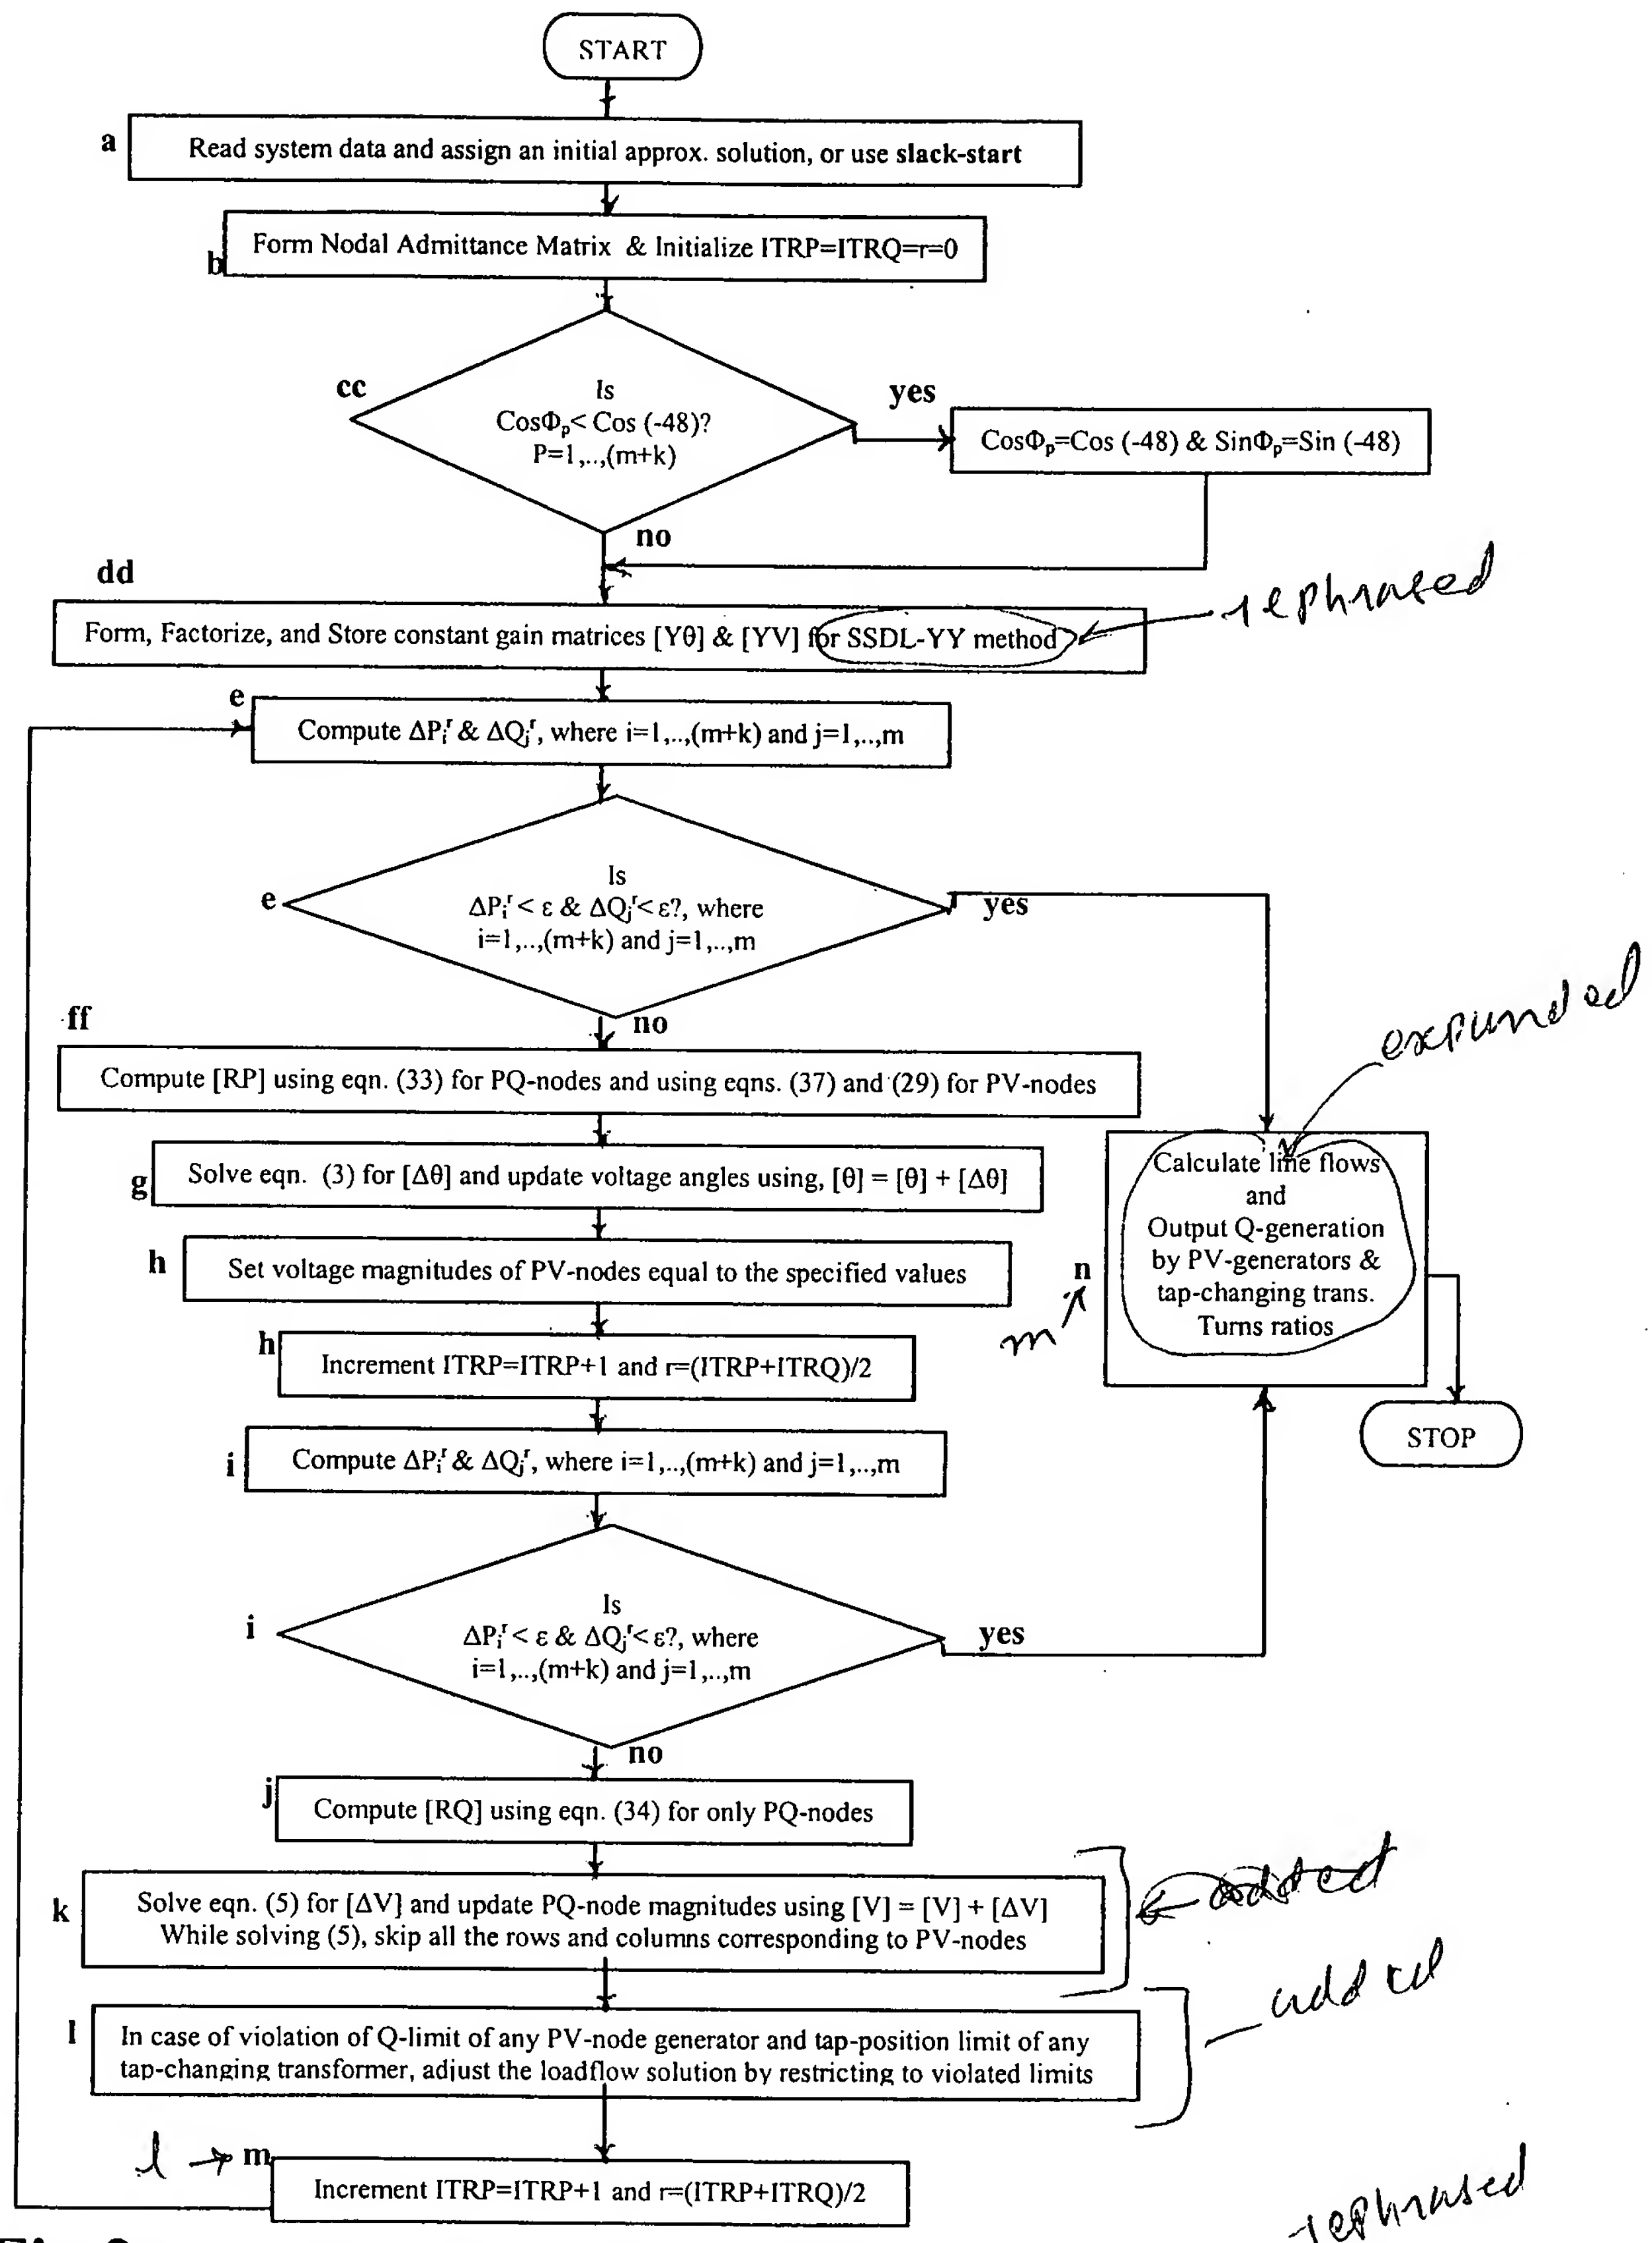 START
a
Read system data and assign an initial approx. solution, or use slack-start
b
Form Nodal Admittance Matrix & Initialize ITRP=ITRQ=r=0
cc
Is
CosΦp< Cos (-48)?
P=1,..,(m+k)
yes
CosΦp=Cos (-48) & SinΦp=Sin (-48)
no
dd
Form, Factorize, and Store constant gain matrices [Yθ] & [YV] for SSDL-YY method
rephrased
e
Compute ΔPiʳ & ΔQjʳ, where i=1,..,(m+k) and j=1,..,m
e
Is
ΔPiʳ< ε & ΔQjʳ< ε?, where
i=1,..,(m+k) and j=1,..,m
yes
no
expunded
ff
Compute [RP] using eqn. (33) for PQ-nodes and using eqns. (37) and (29) for PV-nodes
g
Solve eqn. (3) for [Δθ] and update voltage angles using, [θ] = [θ] + [Δθ]
h
Set voltage magnitudes of PV-nodes equal to the specified values
n
m
Calculate line flows
and
Output Q-generation
by PV-generators &
tap-changing trans.
Turns ratios
h
Increment ITRP=ITRP+1 and r=(ITRP+ITRQ)/2
STOP
i
Compute ΔPiʳ & ΔQjʳ, where i=1,..,(m+k) and j=1,..,m
i
Is
ΔPiʳ< ε & ΔQjʳ< ε?, where
i=1,..,(m+k) and j=1,..,m
yes
no
j
Compute [RQ] using eqn. (34) for only PQ-nodes
k
Solve eqn. (5) for [ΔV] and update PQ-node magnitudes using [V] = [V] + [ΔV]
While solving (5), skip all the rows and columns corresponding to PV-nodes
added
l
In case of violation of Q-limit of any PV-node generator and tap-position limit of any
tap-changing transformer, adjust the loadflow solution by restricting to violated limits
added
l
m
Increment ITRP=ITRP+1 and r=(ITRP+ITRQ)/2
rephrased